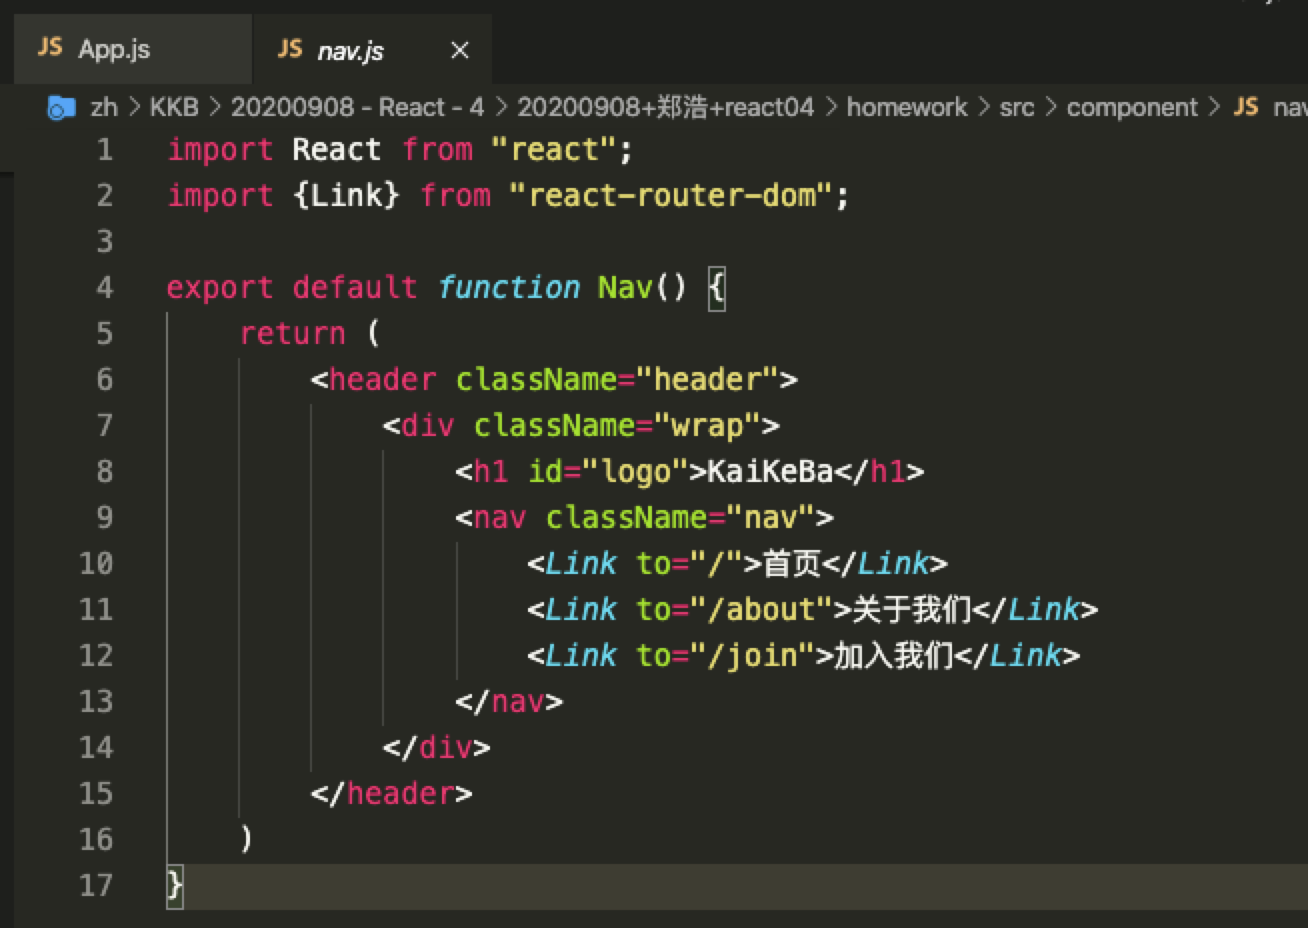 JS App.js JS nav.js ×
zh > KKB > 20200908 - React - 4 > 20200908+郑浩+react04 > homework > src > component > JS
1 import React from "react";
2 import {Link} from "react-router-dom";
3
4 export default function Nav() {
5     return (
6         <header className="header">
7             <div className="wrap">
8                 <h1 id="logo">KaiKeBa</h1>
9                 <nav className="nav">
10                     <Link to="/">首页</Link>
11                     <Link to="/about">关于我们</Link>
12                     <Link to="/join">加入我们</Link>
13                 </nav>
14             </div>
15         </header>
16     )
17 }